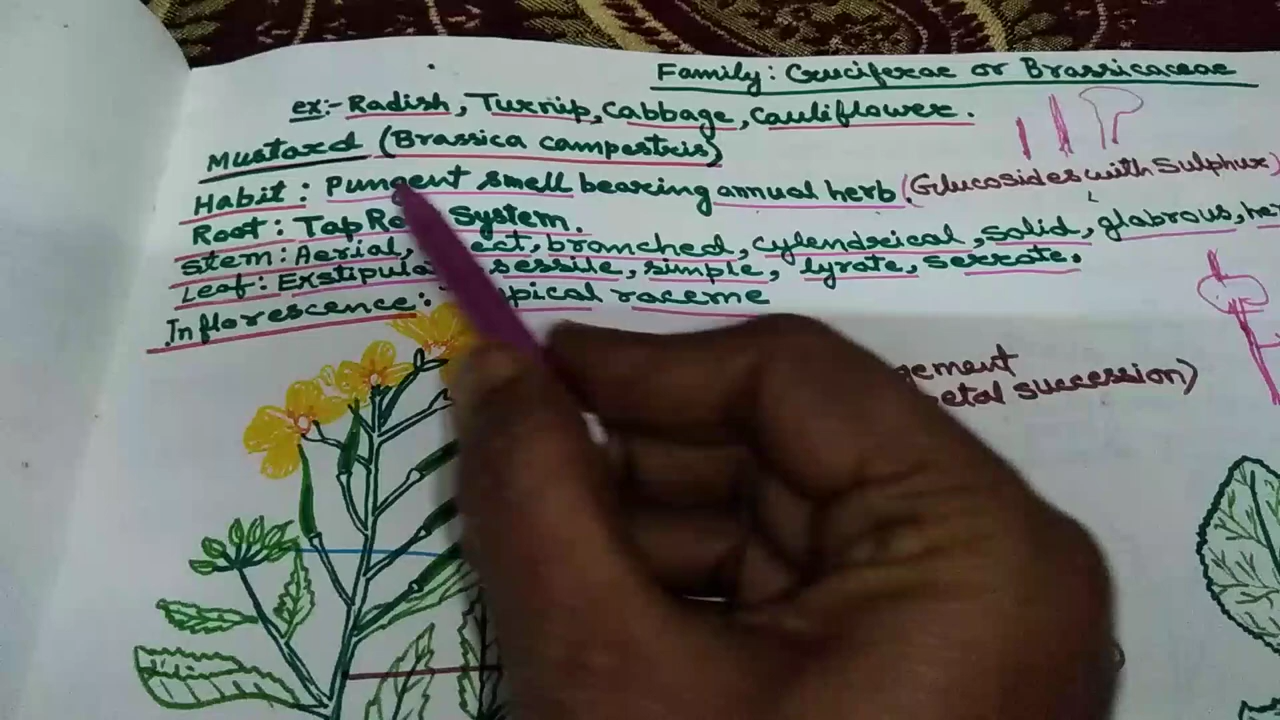 Family: Cruciferae or Brassicaceae
ex:- Radish, Turnip, Cabbage, Cauliflower.
Mustard (Brassica campestris)
Habit: Pungent smell bearing annual herb. (Glucosides with Sulphur)
Root: Tap System.
Stem: Aerial, branched, cylendrical, solid, glabrous,
Leaf: sessile, simple, lyrate, serrate.
Inflorescence: raceme
succession)